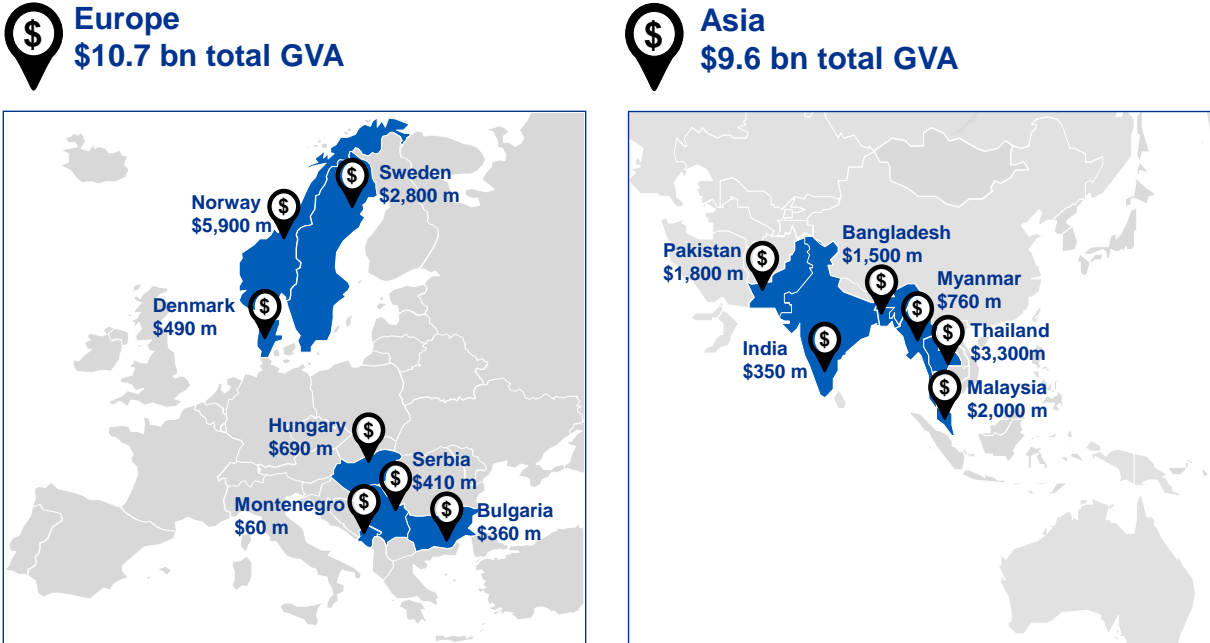 Europe
$10.7 bn total GVA
Sweden
$2,800 m
Norway
$5,900 m
Denmark
$490 m
Hungary
$690 m
Serbia
$410 m
Montenegro
$60 m
Bulgaria
$360 m
Asia
$9.6 bn total GVA
Bangladesh
$1,500 m
Pakistan
$1,800 m
Myanmar
$760 m
Thailand
$3,300m
India
$350 m
Malaysia
$2,000 m